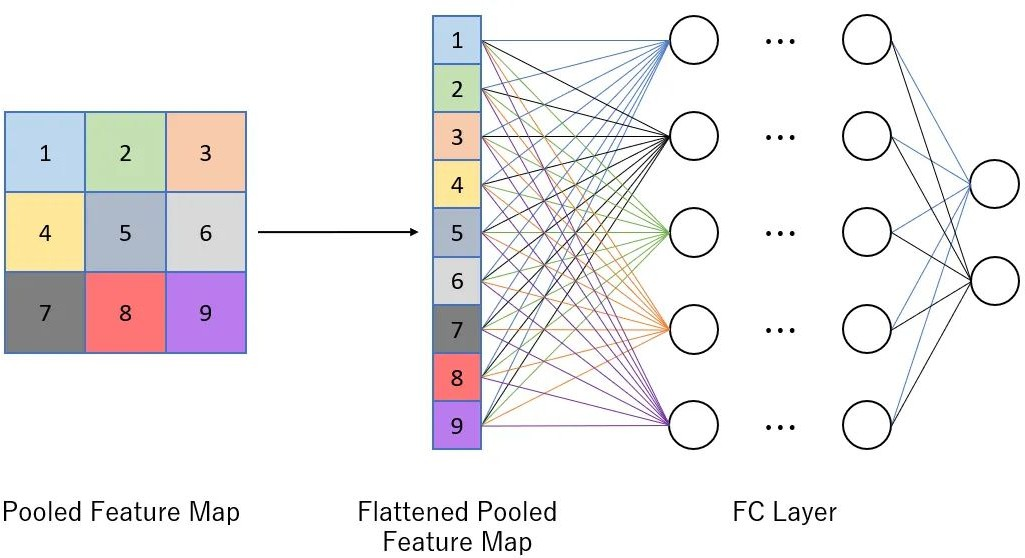 1 2 3
4 5 6
7 8 9
1
2
3
4
5
6
7
8
9
...
...
...
...
...
Pooled Feature Map
Flattened Pooled
Feature Map
FC Layer